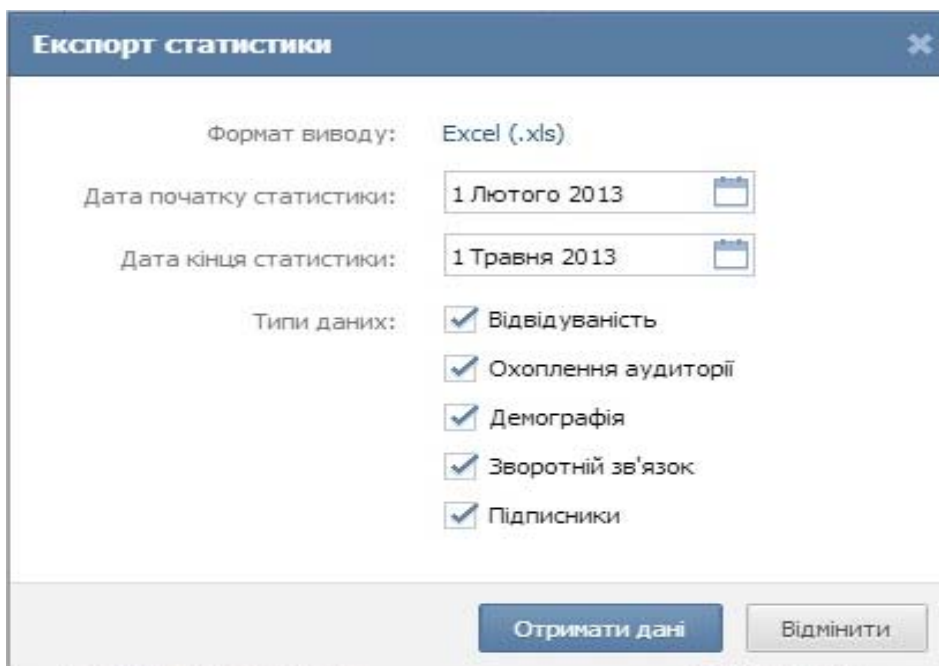 Експорт статистики
Формат виводу: Excel (.xls)
Дата початку статистики: 1 Лютого 2013
Дата кінця статистики: 1 Травня 2013
Типи даних: Відвідуваність
Охоплення аудиторії
Демографія
Зворотній зв'язок
Підписники
Отримати дані Відмінити